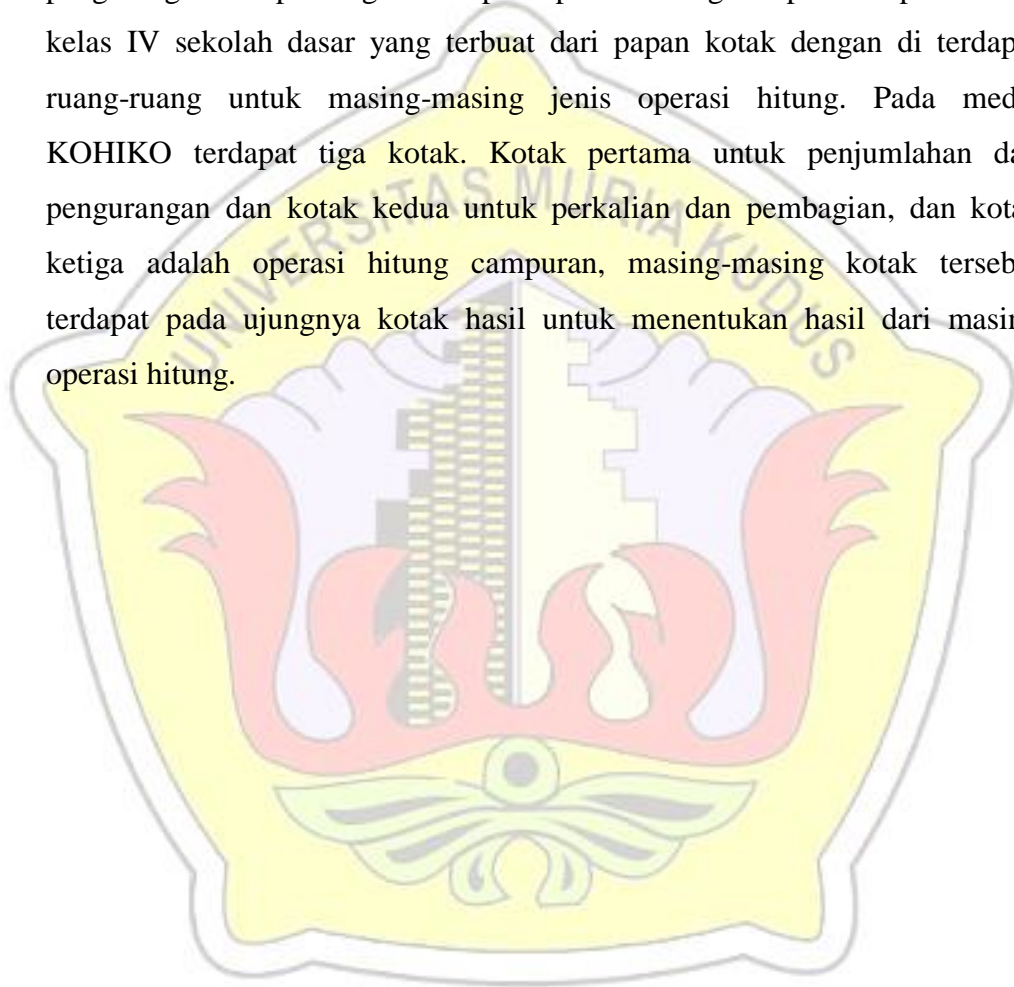 kelas IV sekolah dasar yang terbuat dari papan kotak dengan di terdap
ruang-ruang untuk masing-masing jenis operasi hitung. Pada med
KOHIKO terdapat tiga kotak. Kotak pertama untuk penjumlahan da
pengurangan dan kotak kedua untuk perkalian dan pembagian, dan kota
ketiga adalah operasi hitung campuran, masing-masing kotak terseb
terdapat pada ujungnya kotak hasil untuk menentukan hasil dari masin
operasi hitung.
UNIVERSITAS MURIA KUDUS